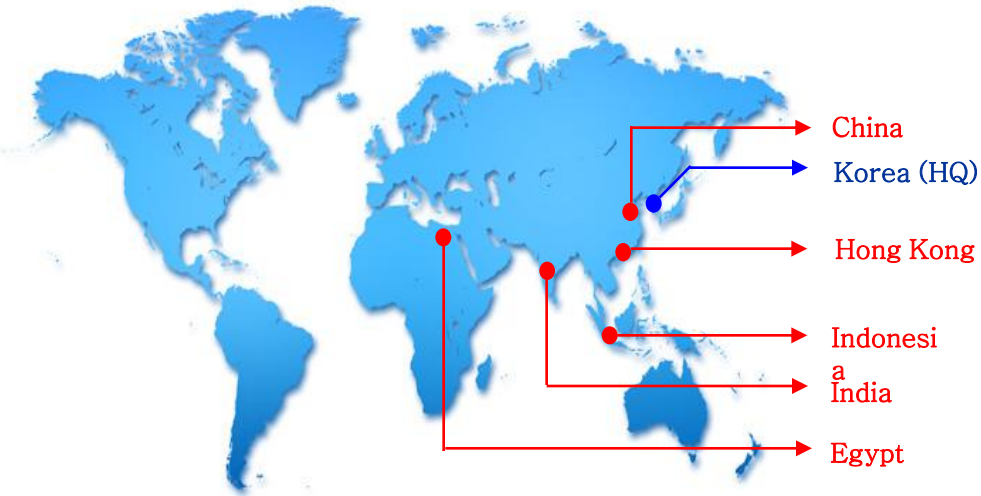 China
Korea (HQ)
Hong Kong
Indonesi
a
India
Egypt